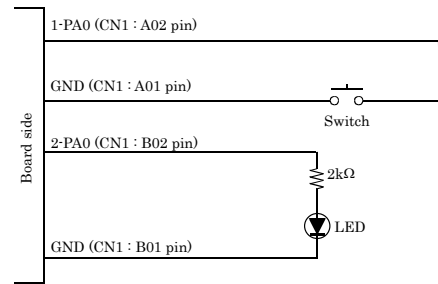 1-PA0 (CN1 : A02 pin)
GND (CN1 : A01 pin)
Switch
2-PA0 (CN1 : B02 pin)
2kΩ
LED
GND (CN1 : B01 pin)
Board side